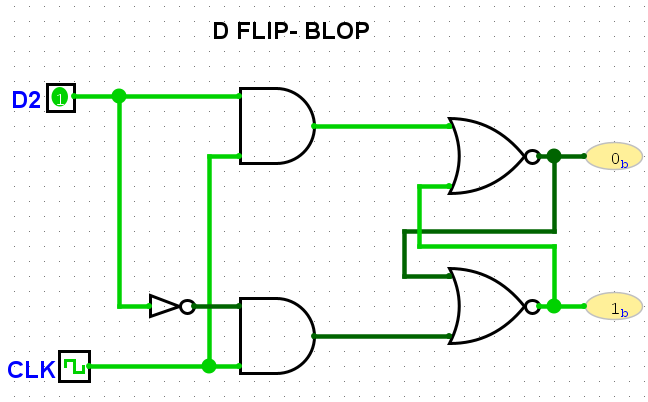 D FLIP- BLOP
D2 1
0b
1b
CLK